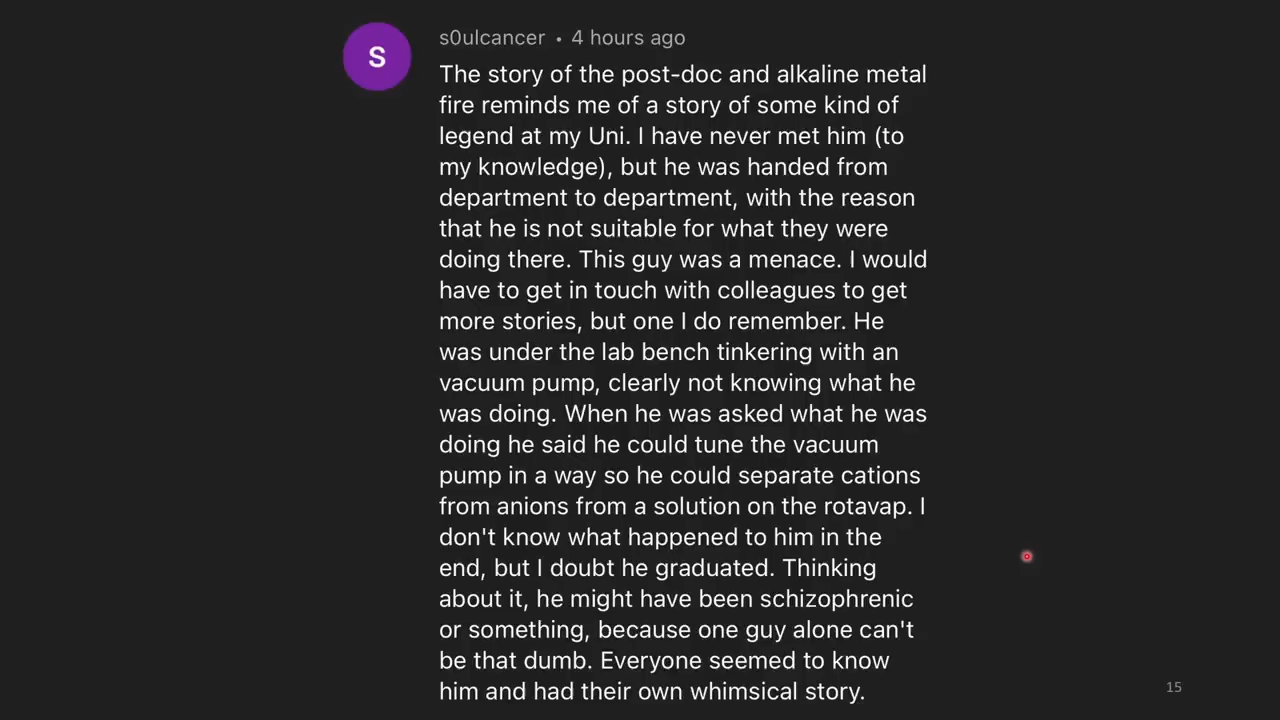 S
s0ulcancer • 4 hours ago
The story of the post-doc and alkaline metal
fire reminds me of a story of some kind of
legend at my Uni. I have never met him (to
my knowledge), but he was handed from
department to department, with the reason
that he is not suitable for what they were
doing there. This guy was a menace. I would
have to get in touch with colleagues to get
more stories, but one I do remember. He
was under the lab bench tinkering with an
vacuum pump, clearly not knowing what he
was doing. When he was asked what he was
doing he said he could tune the vacuum
pump in a way so he could separate cations
from anions from a solution on the rotavap. I
don't know what happened to him in the
end, but I doubt he graduated. Thinking
about it, he might have been schizophrenic
or something, because one guy alone can't
be that dumb. Everyone seemed to know
him and had their own whimsical story.
15